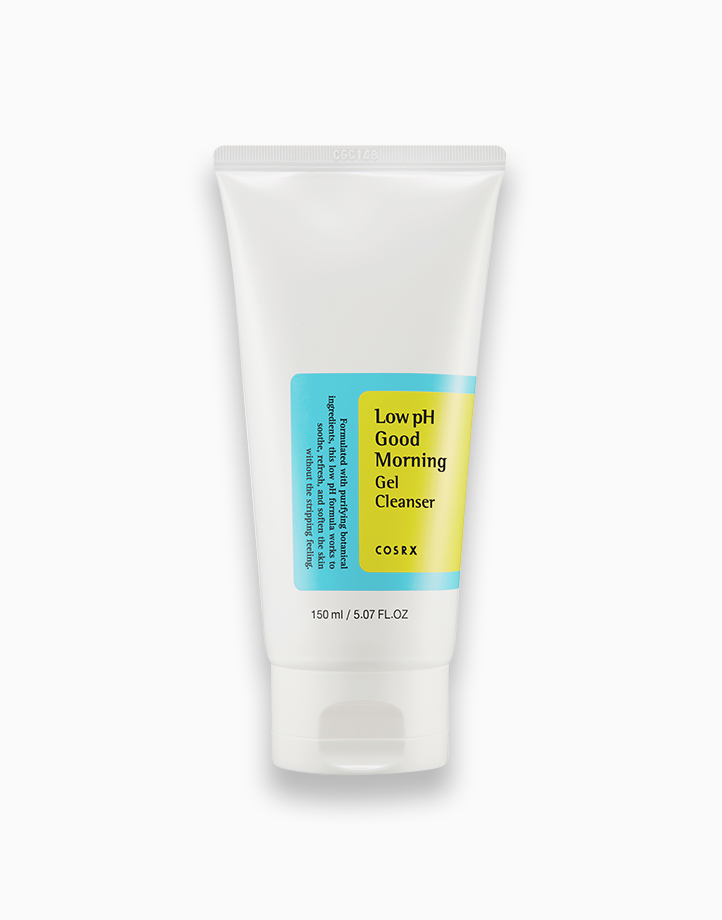 Low pH
Good
Morning
Gel
Cleanser
COSRX
Formulated with purifying botanical
ingredients, this low pH formula works to
soothe, refresh, and soften the skin
without the stripping feeling.
150 ml / 5.07 FL.OZ